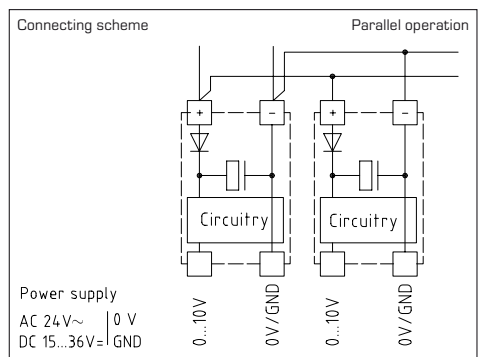 Connecting scheme Parallel operation
+ - + -
Circuitry Circuitry
Power supply
AC 24V~ 0 V
DC 15...36V= GND
0...10V
0V/GND
0...10V
0V/GND